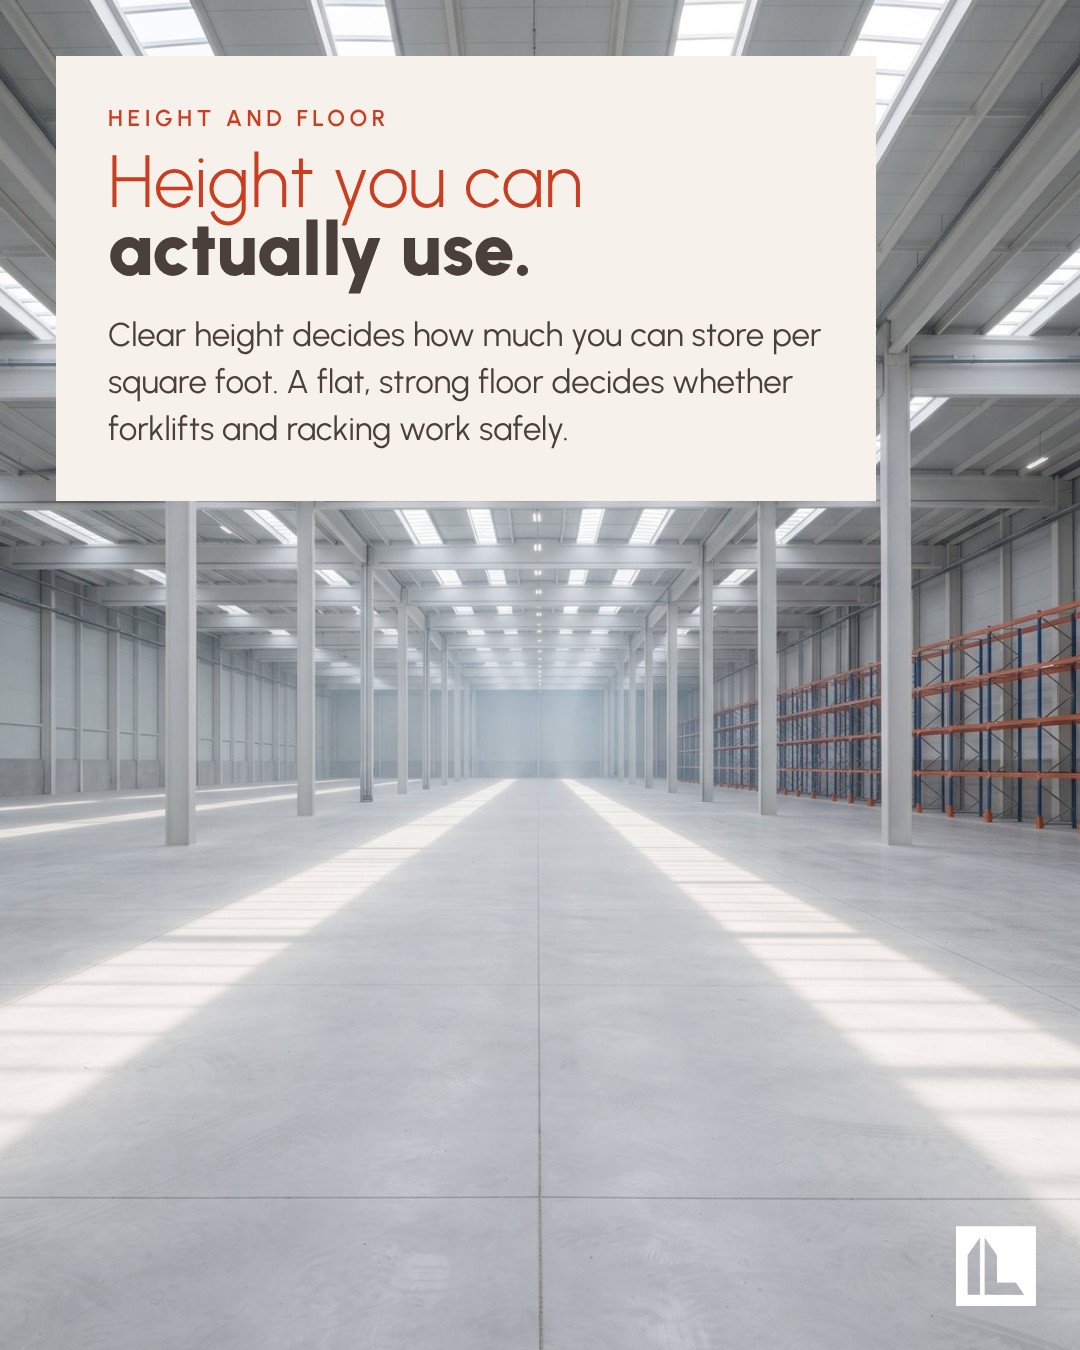 HEIGHT AND FLOOR
Height you can
actually use.
Clear height decides how much you can store per
square foot. A flat, strong floor decides whether
forklifts and racking work safely.